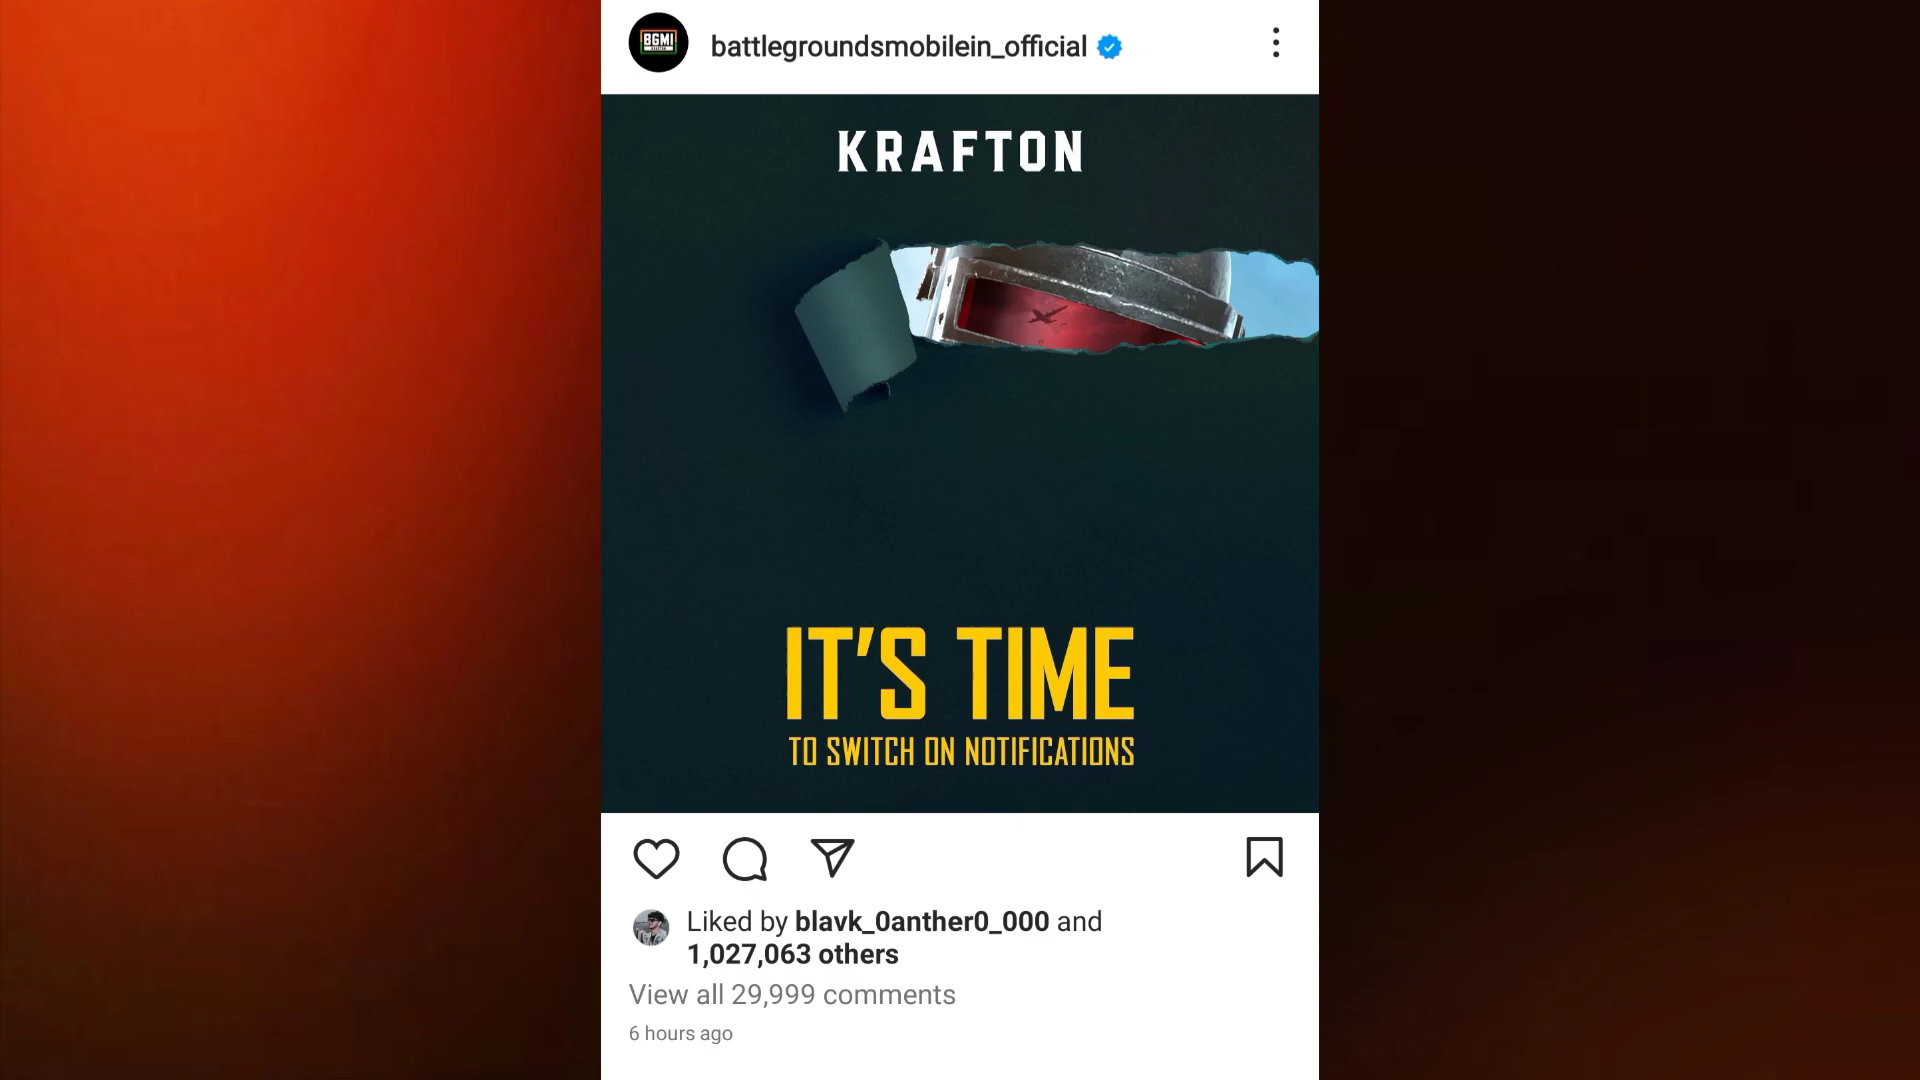 BGMI
battlegroundsmobilein_official
KRAFTON
IT'S TIME
TO SWITCH ON NOTIFICATIONS
Liked by blavk_0anther0_000 and
1,027,063 others
View all 29,999 comments
6 hours ago